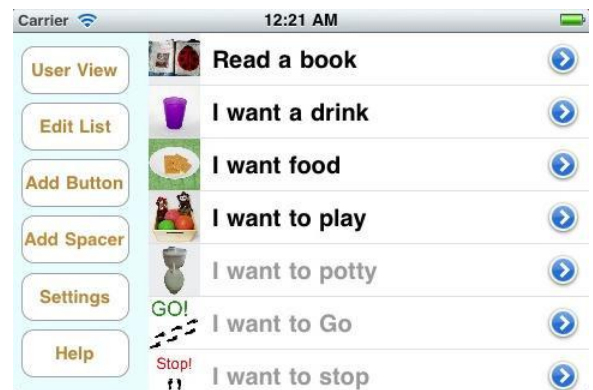 Carrier 12:21 AM
User View
Edit List
Add Button
Add Spacer
Settings
Help
Read a book
I want a drink
I want food
I want to play
I want to potty
GO!
I want to Go
Stop!
I want to stop